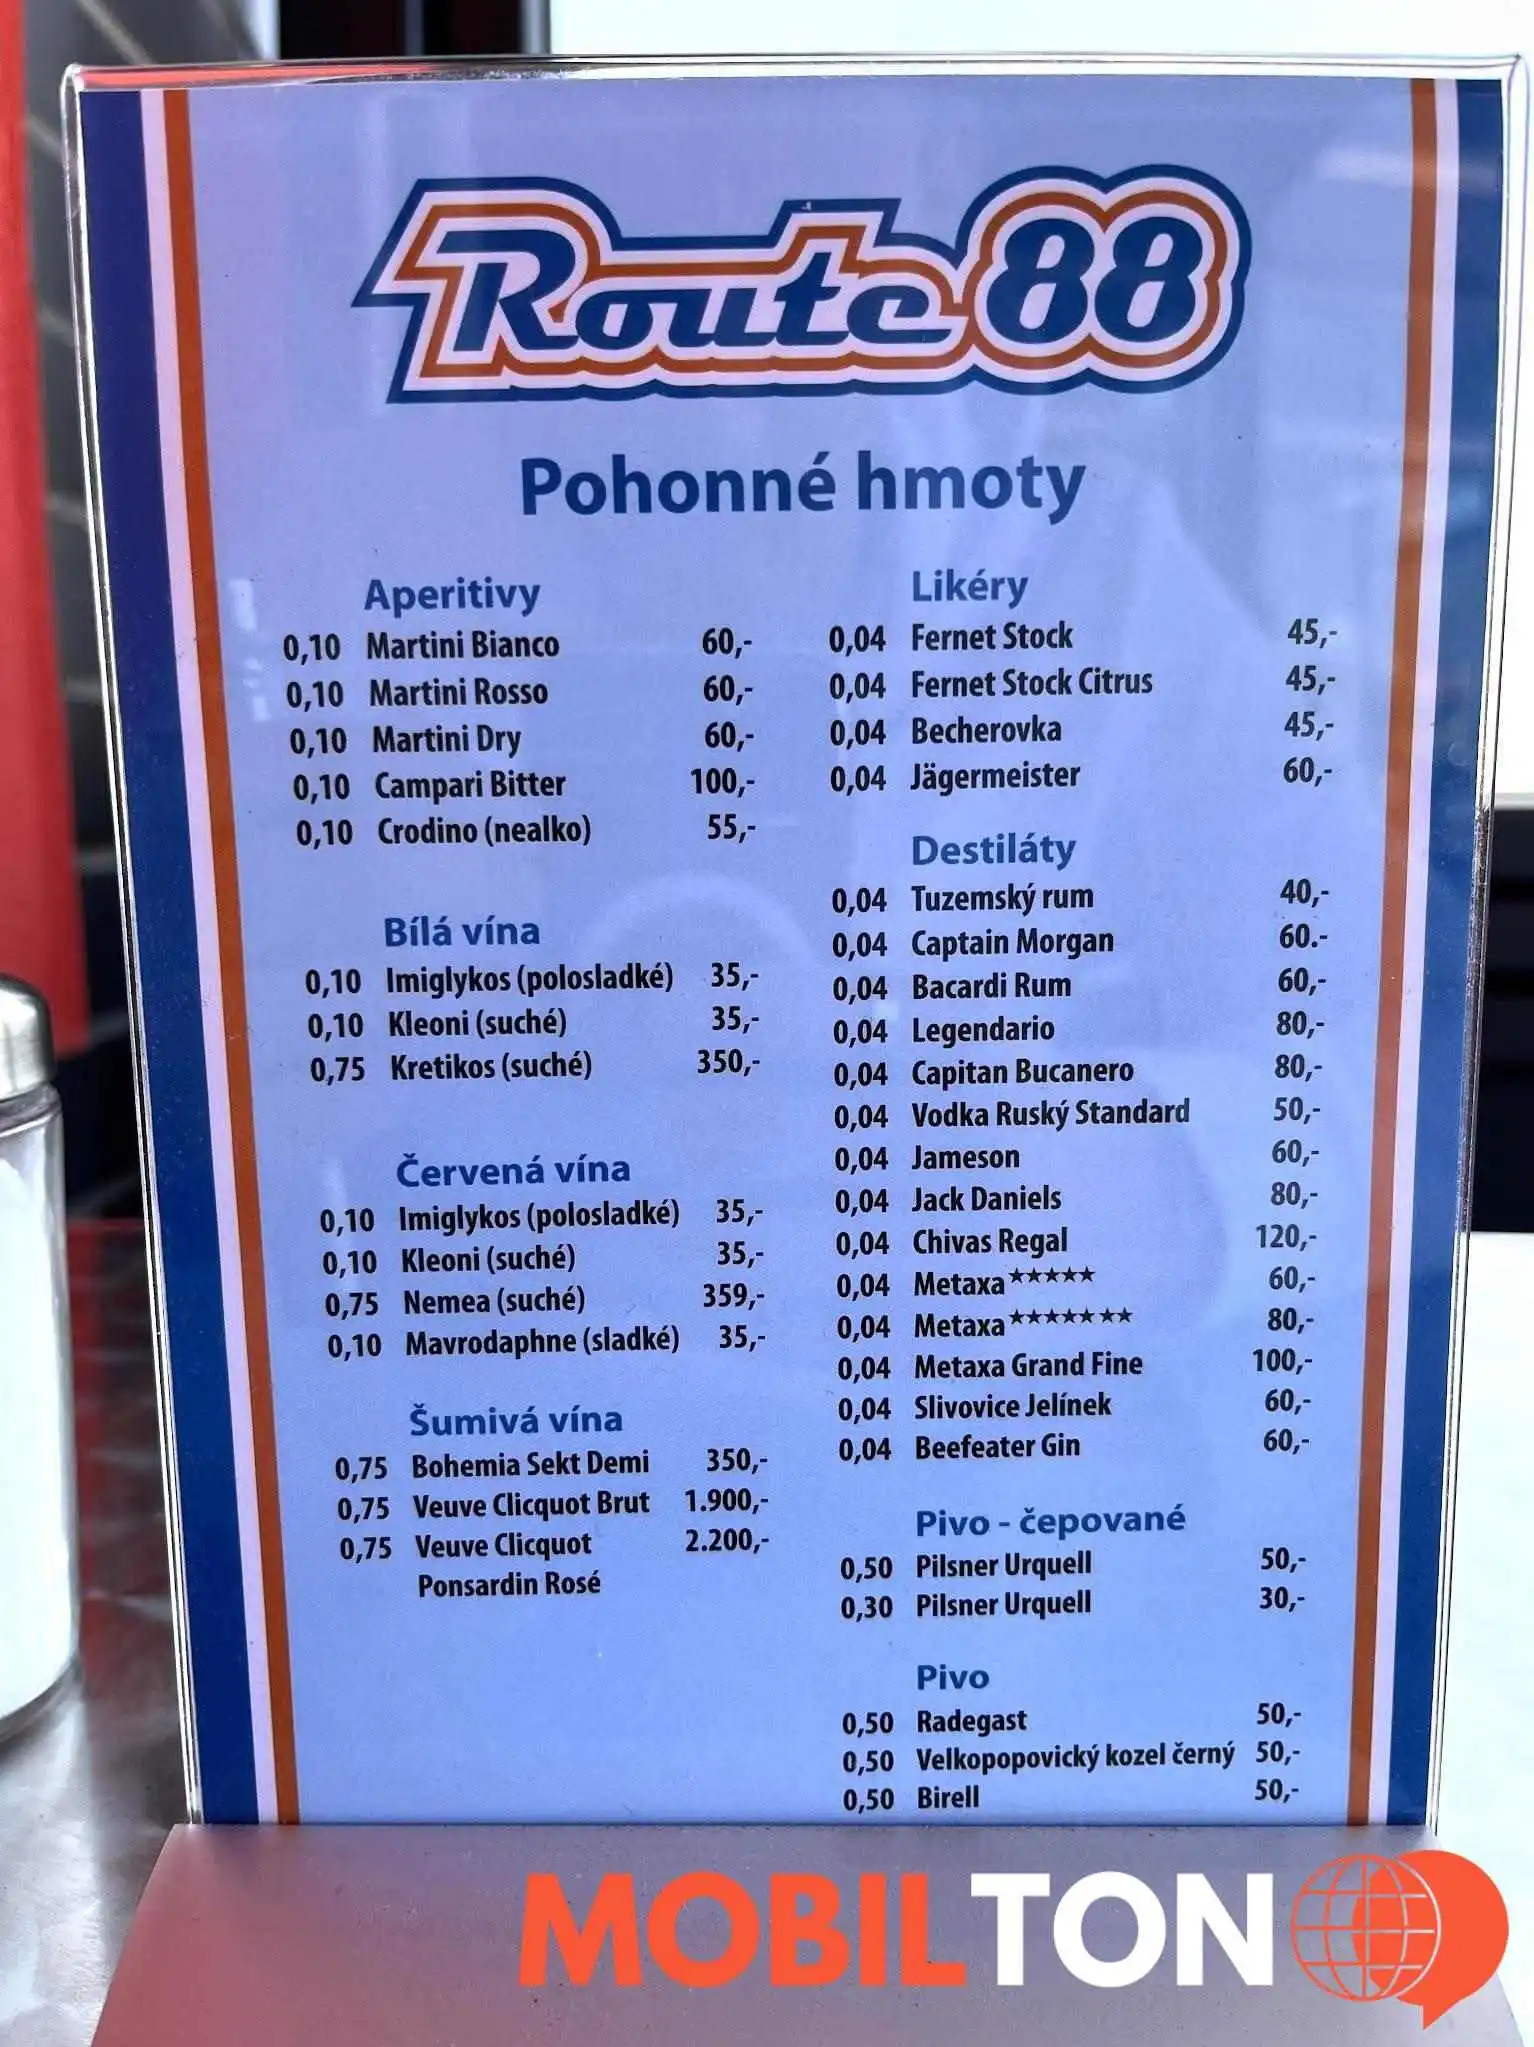 Route 88
Pohonné hmoty
Aperitivy
0,10 Martini Bianco 60,-
0,10 Martini Rosso 60,-
0,10 Martini Dry 60,-
0,10 Campari Bitter 100,-
0,10 Crodino (nealko) 55,-
Bílá vína
0,10 Imiglykos (polosladké) 35,-
0,10 Kleoni (suché) 35,-
0,75 Kretikos (suché) 350,-
Červená vína
0,10 Imiglykos (polosladké) 35,-
0,10 Kleoni (suché) 35,-
0,75 Nemea (suché) 359,-
0,10 Mavrodaphne (sladké) 35,-
Šumivá vína
0,75 Bohemia Sekt Demi 350,-
0,75 Veuve Clicquot Brut 1.900,-
0,75 Veuve Clicquot 2.200,-
Ponsardin Rosé
Likéry
0,04 Fernet Stock 45,-
0,04 Fernet Stock Citrus 45,-
0,04 Becherovka 45,-
0,04 Jägermeister 60,-
Destiláty
0,04 Tuzemský rum 40,-
0,04 Captain Morgan 60.-
0,04 Bacardi Rum 60,-
0,04 Legendario 80,-
0,04 Capitan Bucanero 80,-
0,04 Vodka Ruský Standard 50,-
0,04 Jameson 60,-
0,04 Jack Daniels 80,-
0,04 Chivas Regal 120,-
0,04 Metaxa ★★★★★ 60,-
0,04 Metaxa ★★★★★★★ 80,-
0,04 Metaxa Grand Fine 100,-
0,04 Slivovice Jelínek 60,-
0,04 Beefeater Gin 60,-
Pivo - čepované
0,50 Pilsner Urquell 50,-
0,30 Pilsner Urquell 30,-
Pivo
0,50 Radegast 50,-
0,50 Velkopopovický kozel černý 50,-
0,50 Birell 50,-
MOBILTON